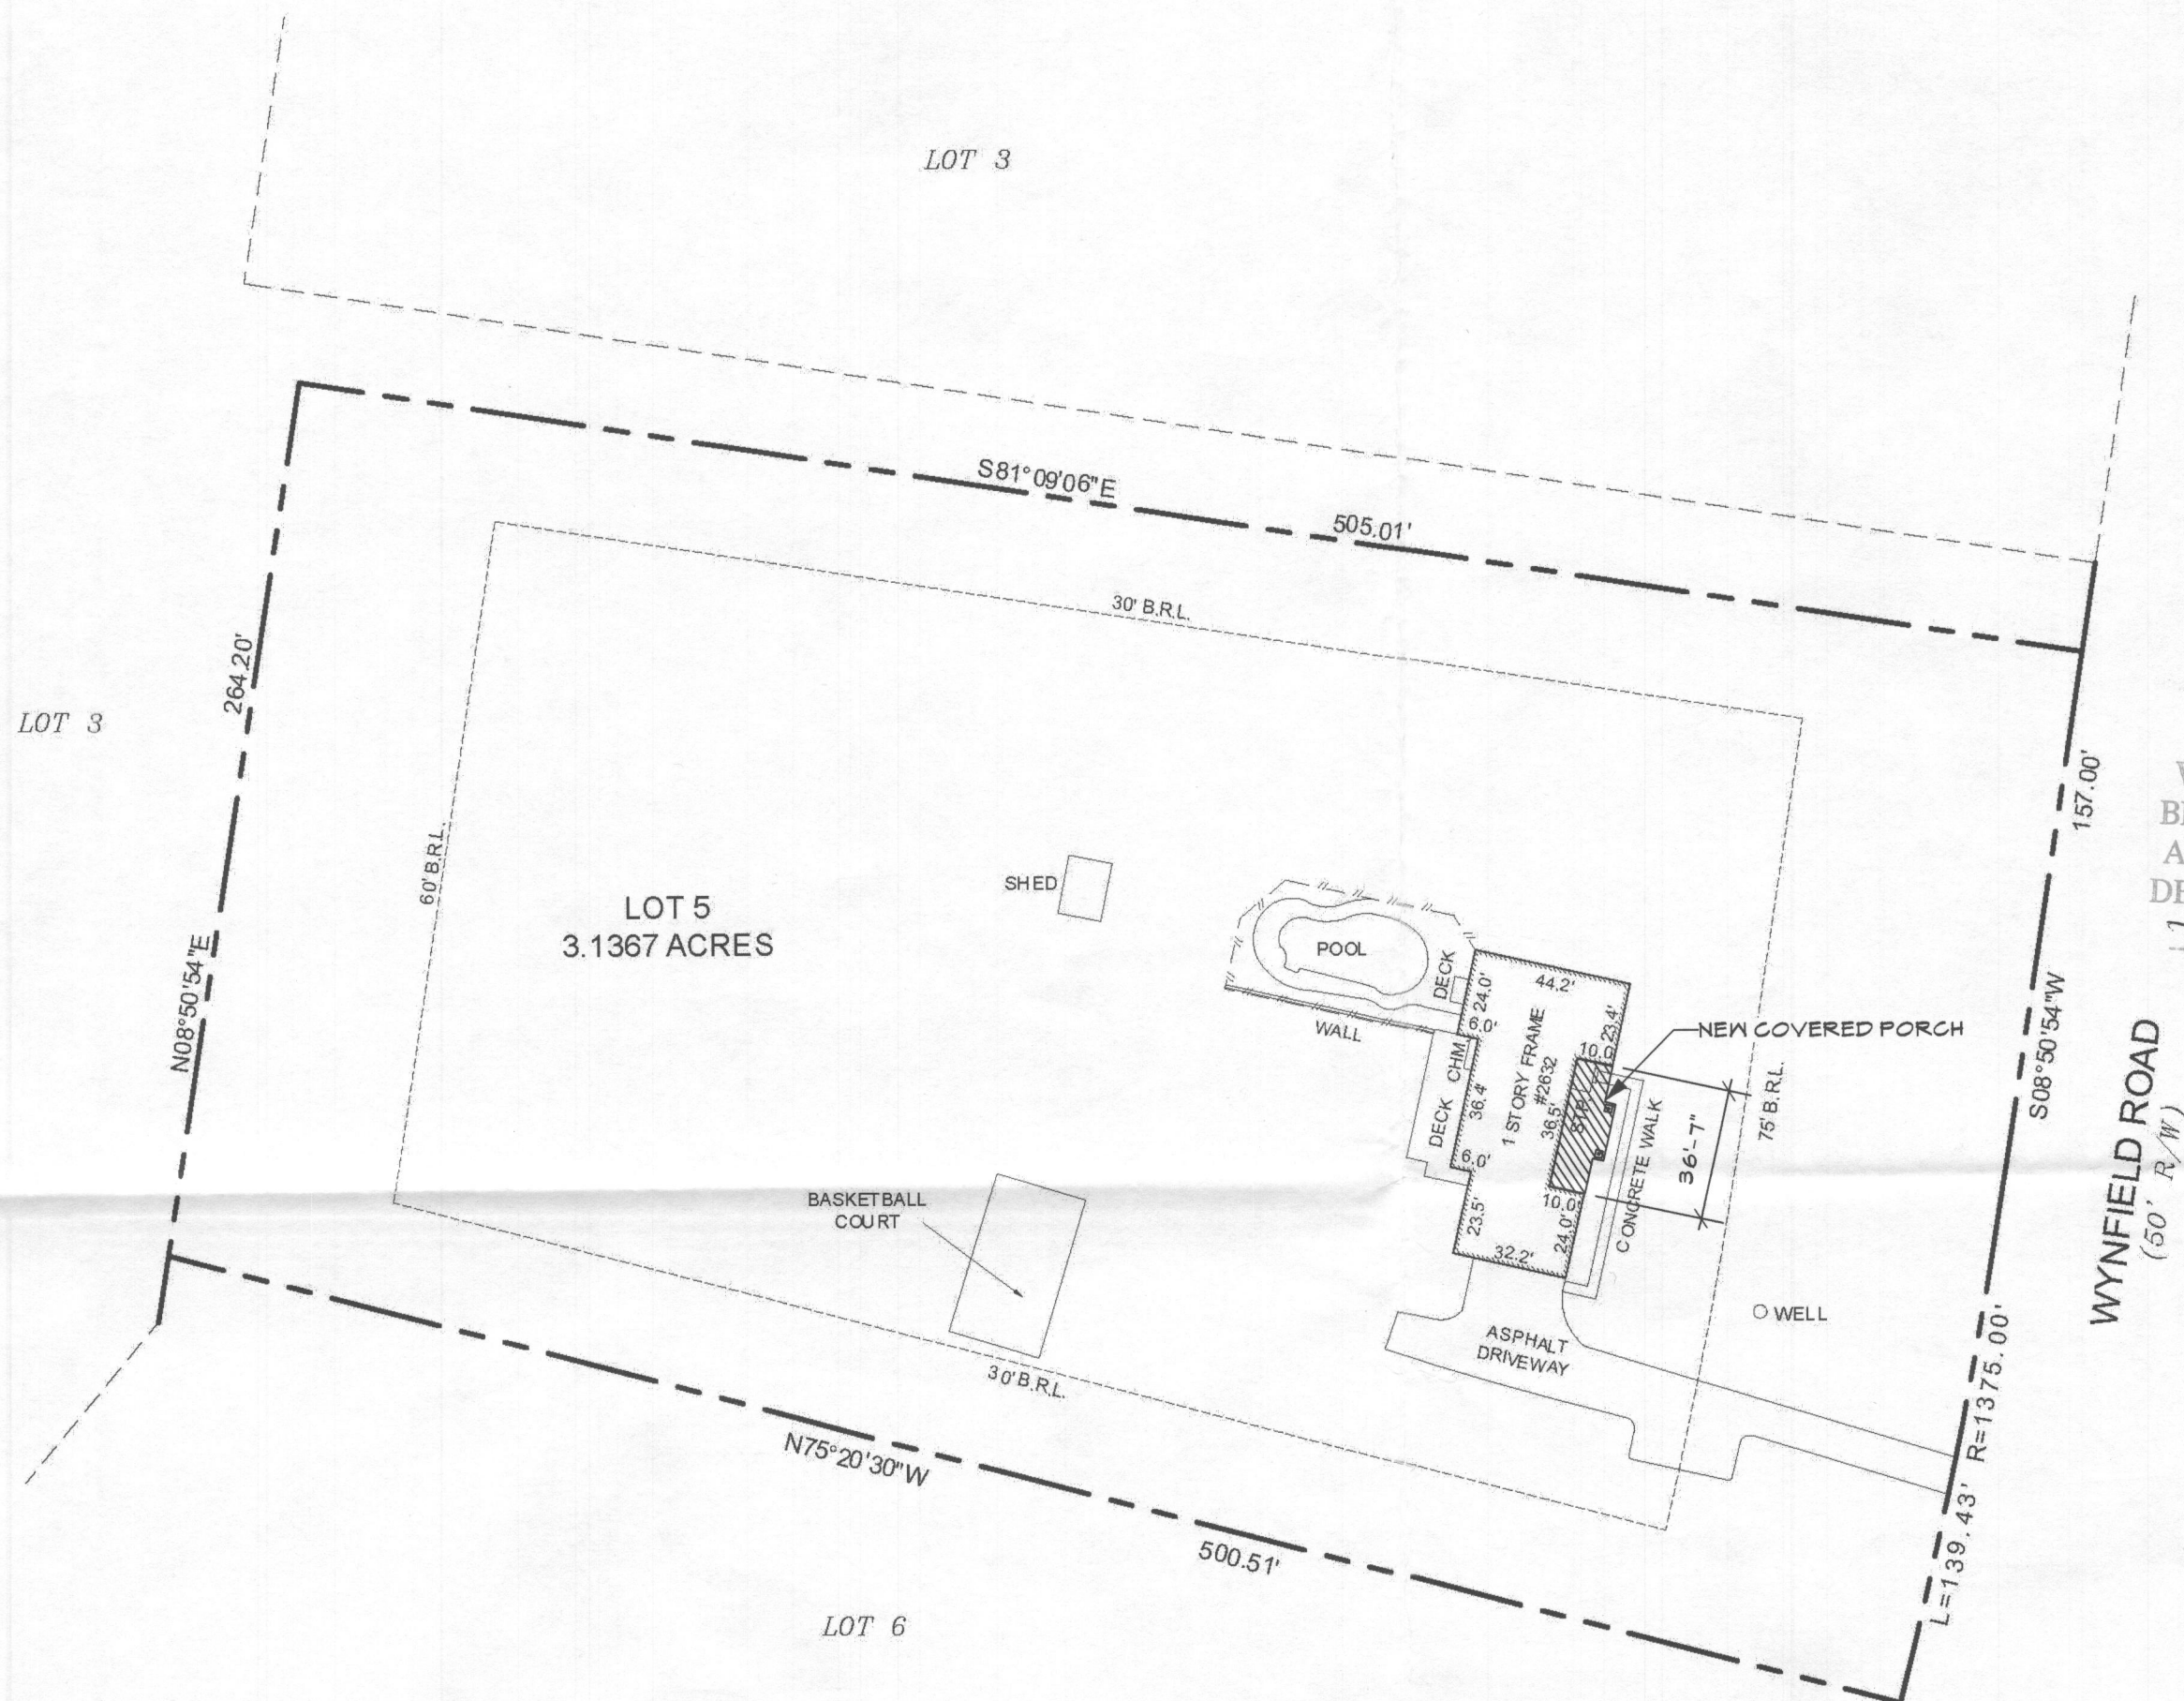 LOT 3
S81°09'06"E
505.01'
30' B.R.L.
264.20'
LOT 3
157.00'
60' B.R.L.
SHED
LOT 5
3.1367 ACRES
POOL
DECK
24.0'
44.2'
N08°50'54"E
S08°50'54"W
WALL
6.0'
CHM.
1 STORY FRAME
#2632
23.4'
NEW COVERED PORCH
WYNFIELD ROAD
(50' R/W)
DECK
36.4'
36.5'
CONCRETE WALK
36'-7"
75' B.R.L.
6.0'
BASKETBALL
COURT
10.0'
23.5'
24.0'
32.2'
WELL
ASPHALT
DRIVEWAY
30' B.R.L.
L=139.43' R=1375.00'
N75°20'30"W
500.51'
LOT 6